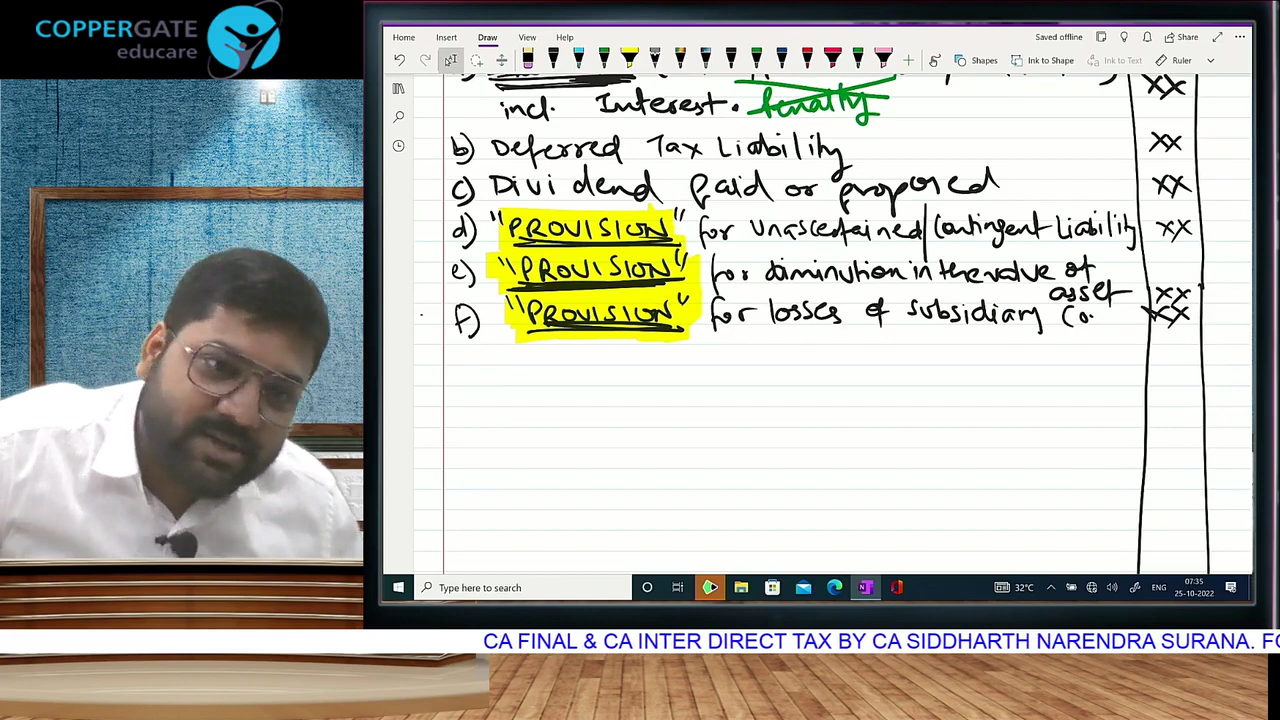 COPPERGATE
educare
Home Insert Draw View Help
Saved offline
Share
Shapes
Ink to Shape
Ink to Text
Ruler
XX
incl. Interest. Penalty
b) Deferred Tax Liability XX
c) Dividend paid or proposed XX
d) "PROVISION" for Unascertained/Contingent Liability XX
e) "PROVISION" for diminution in the value of
asset XX
f) "PROVISION" for losses of subsidiary Co. XX
Type here to search
32°C
ENG
07:35
25-10-2022
CA FINAL & CA INTER DIRECT TAX BY CA SIDDHARTH NARENDRA SURANA.